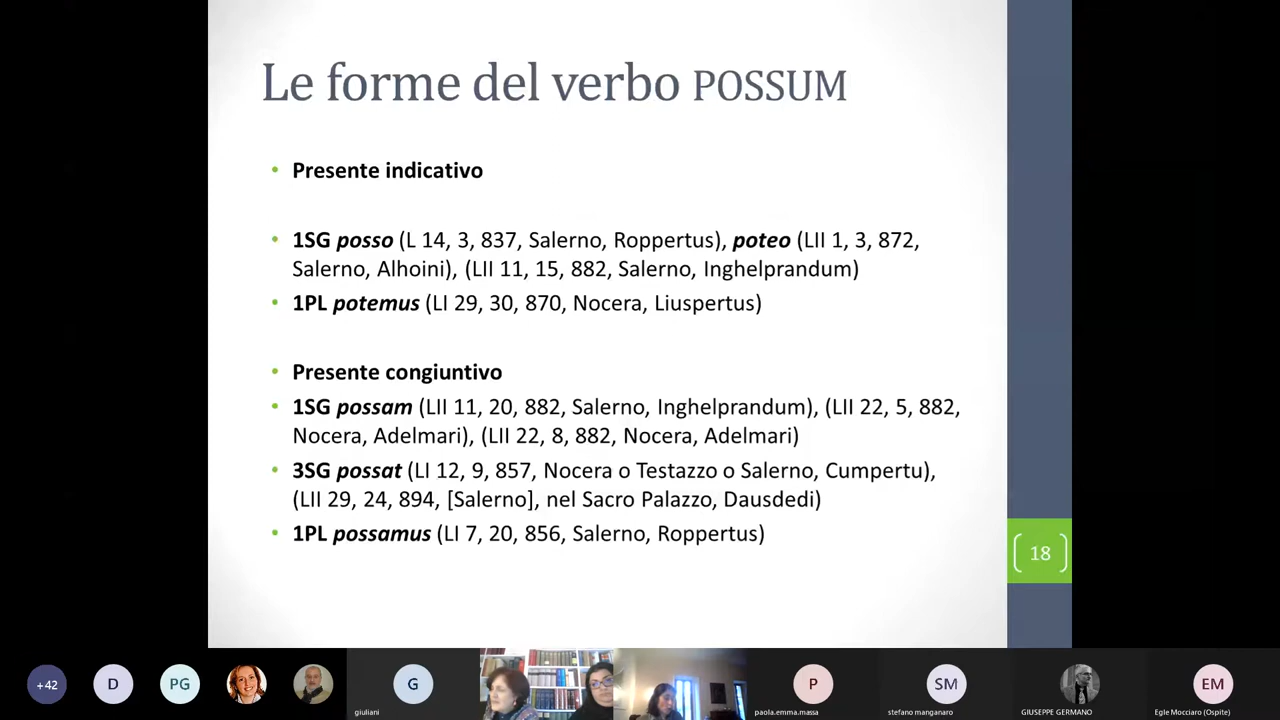 Le forme del verbo POSSUM
• Presente indicativo
• 1SG posso (L 14, 3, 837, Salerno, Roppertus), poteo (LII 1, 3, 872,
Salerno, Alhoini), (LII 11, 15, 882, Salerno, Inghelprandum)
• 1PL potemus (LI 29, 30, 870, Nocera, Liuspertus)
• Presente congiuntivo
• 1SG possam (LII 11, 20, 882, Salerno, Inghelprandum), (LII 22, 5, 882,
Nocera, Adelmari), (LII 22, 8, 882, Nocera, Adelmari)
• 3SG possat (LI 12, 9, 857, Nocera o Testazzo o Salerno, Cumpertu),
(LII 29, 24, 894, [Salerno], nel Sacro Palazzo, Dausdedi)
• 1PL possamus (LI 7, 20, 856, Salerno, Roppertus)
18
+42
D
PG
G
giuliani
P
paola.emma.massa
SM
stefano manganaro
GIUSEPPE GERMANO
EM
Egle Mocciaro (Ospite)